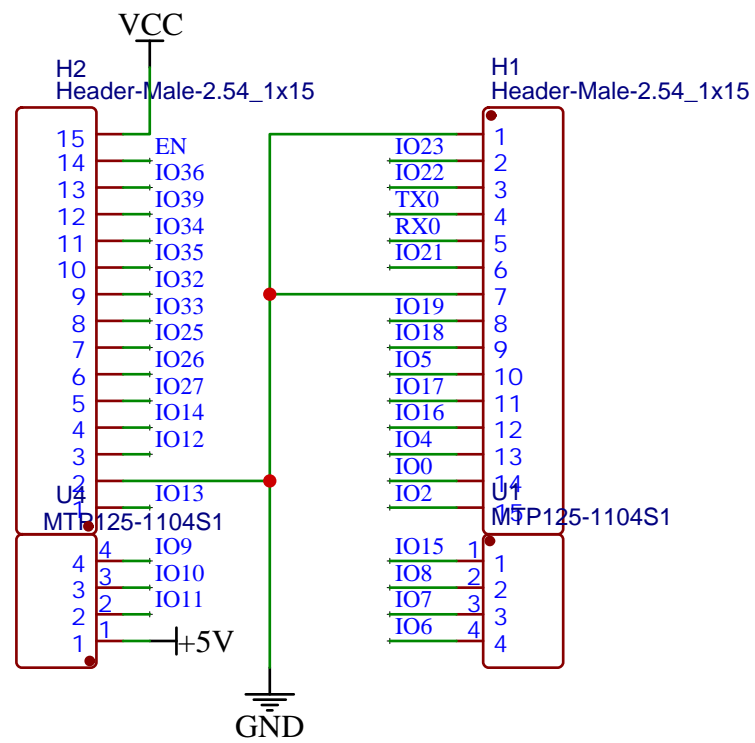 VCC
H2
Header-Male-2.54_1x15
15
14 EN
13 IO36
12 IO39
11 IO34
10 IO35
9 IO32
8 IO33
7 IO25
6 IO26
5 IO27
4 IO14
3 IO12
2
1 IO13
U4
MTP125-1104S1
4 4 IO9
3 3 IO10
2 2 IO11
1 1 +5V
GND
H1
Header-Male-2.54_1x15
1
IO23 2
IO22 3
TX0 4
RX0 5
IO21 6
7
IO19 8
IO18 9
IO5 10
IO17 11
IO16 12
IO4 13
IO0 14
IO2 15
U1
MTP125-1104S1
IO15 1 1
IO8 2 2
IO7 3 3
IO6 4 4